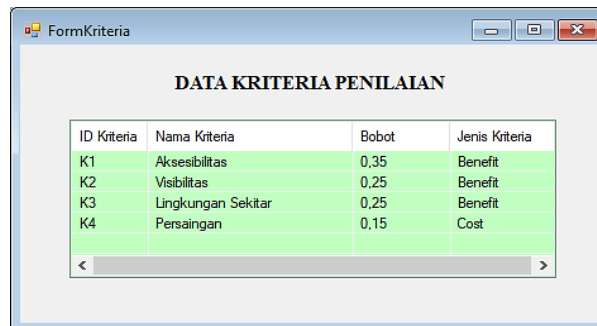 FormKriteria
DATA KRITERIA PENILAIAN
ID Kriteria Nama Kriteria Bobot Jenis Kriteria
K1 Aksesibilitas 0,35 Benefit
K2 Visibilitas 0,25 Benefit
K3 Lingkungan Sekitar 0,25 Benefit
K4 Persaingan 0,15 Cost